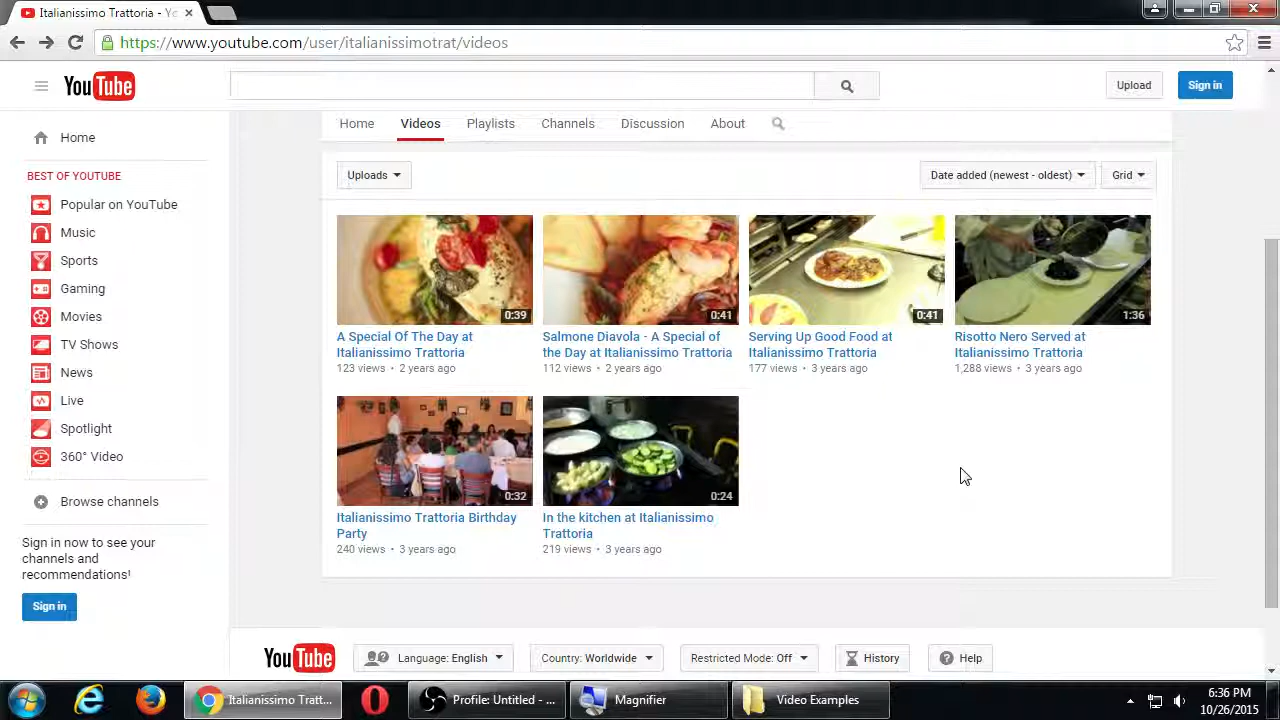 Italianissimo Trattoria - Yo
https://www.youtube.com/user/italianissimotrat/videos
YouTube
Upload
Sign in
Home
Videos
Playlists
Channels
Discussion
About
Home
BEST OF YOUTUBE
Popular on YouTube
Music
Sports
Gaming
Movies
TV Shows
News
Live
Spotlight
360° Video
Browse channels
Sign in now to see your
channels and
recommendations!
Sign in
Uploads
Date added (newest - oldest)
Grid
0:39
A Special Of The Day at
Italianissimo Trattoria
123 views • 2 years ago
0:41
Salmone Diavola - A Special of
the Day at Italianissimo Trattoria
112 views • 2 years ago
0:41
Serving Up Good Food at
Italianissimo Trattoria
177 views • 3 years ago
1:36
Risotto Nero Served at
Italianissimo Trattoria
1,288 views • 3 years ago
0:32
Italianissimo Trattoria Birthday
Party
240 views • 3 years ago
0:24
In the kitchen at Italianissimo
Trattoria
219 views • 3 years ago
YouTube
Language: English
Country: Worldwide
Restricted Mode: Off
History
Help
Italianissimo Tratt...
Profile: Untitled - ...
Magnifier
Video Examples
6:36 PM
10/26/2015